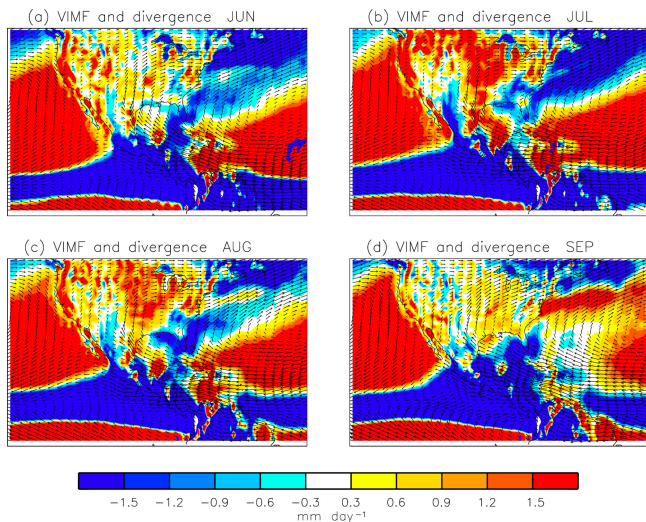 (a) VIMF and divergence JUN
(b) VIMF and divergence JUL
(c) VIMF and divergence AUG
(d) VIMF and divergence SEP
-1.5 -1.2 -0.9 -0.6 -0.3 0.3 0.6 0.9 1.2 1.5
mm day⁻¹